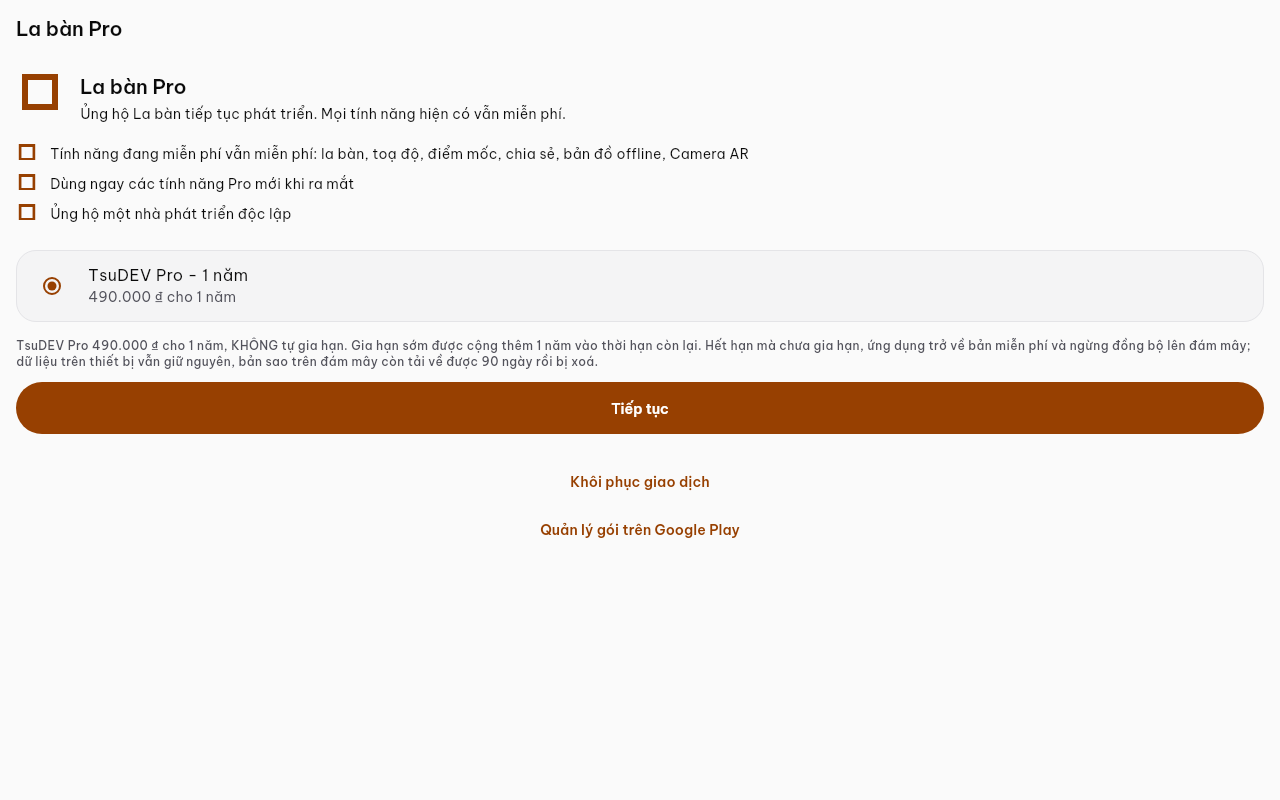 La bàn Pro
La bàn Pro
Ủng hộ La bàn tiếp tục phát triển. Mọi tính năng hiện có vẫn miễn phí.
Tính năng đang miễn phí vẫn miễn phí: la bàn, toạ độ, điểm mốc, chia sẻ, bản đồ offline, Camera AR
Dùng ngay các tính năng Pro mới khi ra mắt
Ủng hộ một nhà phát triển độc lập
TsuDEV Pro - 1 năm
490.000 ₫ cho 1 năm
TsuDEV Pro 490.000 ₫ cho 1 năm, KHÔNG tự gia hạn. Gia hạn sớm được cộng thêm 1 năm vào thời hạn còn lại. Hết hạn mà chưa gia hạn, ứng dụng trở về bản miễn phí và ngừng đồng bộ lên đám mây;
dữ liệu trên thiết bị vẫn giữ nguyên, bản sao trên đám mây còn tải về được 90 ngày rồi bị xoá.
Tiếp tục
Khôi phục giao dịch
Quản lý gói trên Google Play